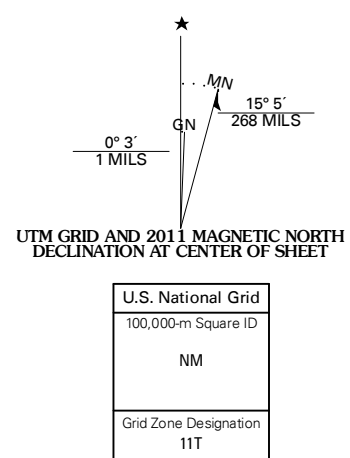 MN
15° 5´
268 MILS
GN
0° 3´
1 MILS
UTM GRID AND 2011 MAGNETIC NORTH
DECLINATION AT CENTER OF SHEET
U.S. National Grid
100,000-m Square ID
NM
Grid Zone Designation
11T